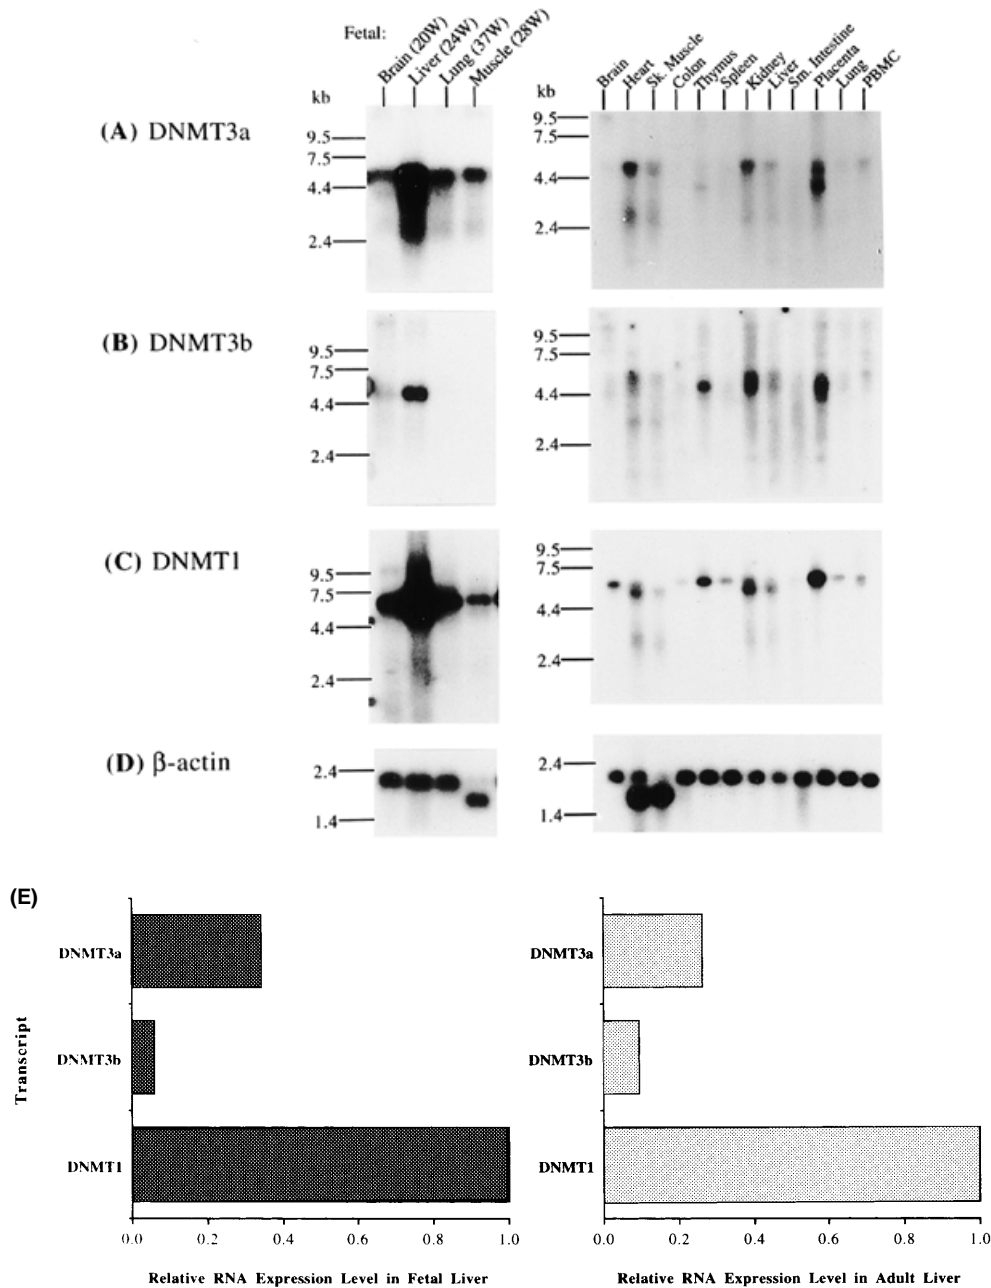 Fetal:
Brain (20W)
Liver (24W)
Lung (37W)
Muscle (28W)
Brain
Heart
Sk. Muscle
Colon
Thymus
Spleen
Kidney
Liver
Sm. Intestine
Placenta
Lung
PBMC
kb
kb
(A) DNMT3a
9.5
7.5
4.4
2.4
9.5
7.5
4.4
2.4
(B) DNMT3b
9.5
7.5
4.4
2.4
9.5
7.5
4.4
2.4
(C) DNMT1
9.5
7.5
4.4
2.4
9.5
7.5
4.4
2.4
(D) β-actin
2.4
1.4
2.4
1.4
(E)
Transcript
DNMT3a
DNMT3b
DNMT1
0.0 0.2 0.4 0.6 0.8 1.0
Relative RNA Expression Level in Fetal Liver
DNMT3a
DNMT3b
DNMT1
0.0 0.2 0.4 0.6 0.8 1.0
Relative RNA Expression Level in Adult Liver